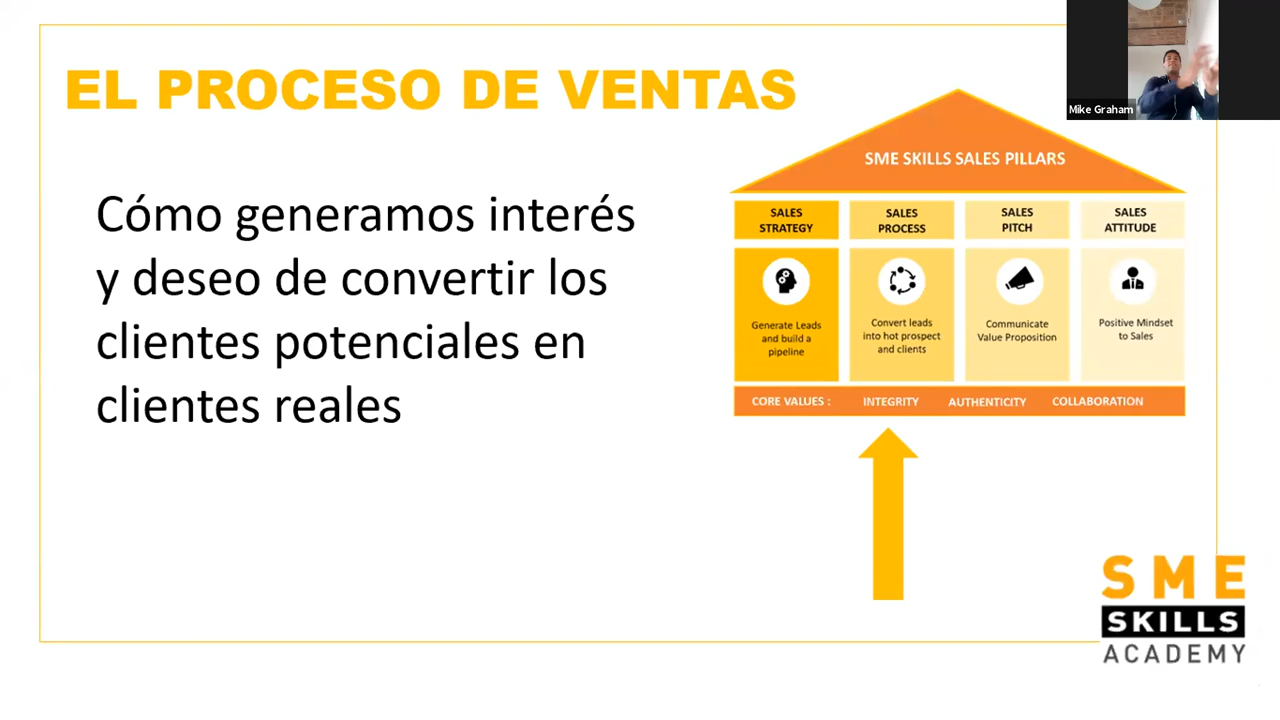 EL PROCESO DE VENTAS
Mike Graham
Cómo generamos interés
y deseo de convertir los
clientes potenciales en
clientes reales
SME SKILLS SALES PILLARS
SALES
STRATEGY
SALES
PROCESS
SALES
PITCH
SALES
ATTITUDE
Generate Leads
and build a
pipeline
Convert leads
into hot prospect
and clients
Communicate
Value Proposition
Positive Mindset
to Sales
CORE VALUES : INTEGRITY AUTHENTICITY COLLABORATION
SME
SKILLS
ACADEMY